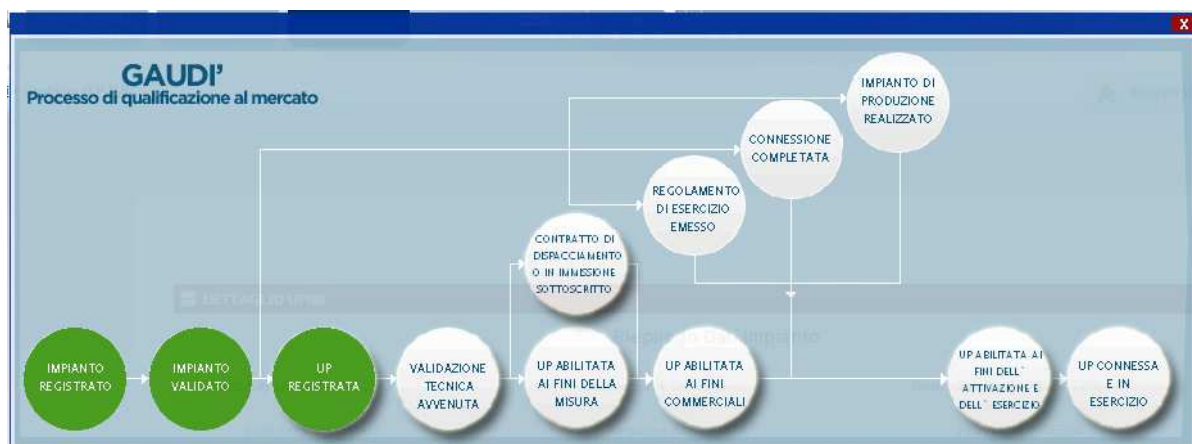 X
GAUDI'
Processo di qualificazione al mercato
IMPIANTO DI
PRODUZIONE
REALIZZATO
CONNESSIONE
COMPLETATA
REGOLAMENTO
DI ESERCIZIO
EMESSO
CONTRATTO DI
DISPACCIAMENTO
O IN IMMISSIONE
SOTTOSCRITTO
DETTAGLIO UPNR
IMPIANTO
REGISTRATO
IMPIANTO
VALIDATO
UP
REGISTRATA
VALIDAZIONE
TECNICA
AVVENUTA
UP ABILITATA
AI FINI DELLA
MISURA
UP ABILITATA
AI FINI
COMMERCIALI
UP ABILITATA AI
FINI DELL`
ATTIVAZIONE E
DELL` ESERCIZIO
UP CONNESSA
E IN
ESERCIZIO